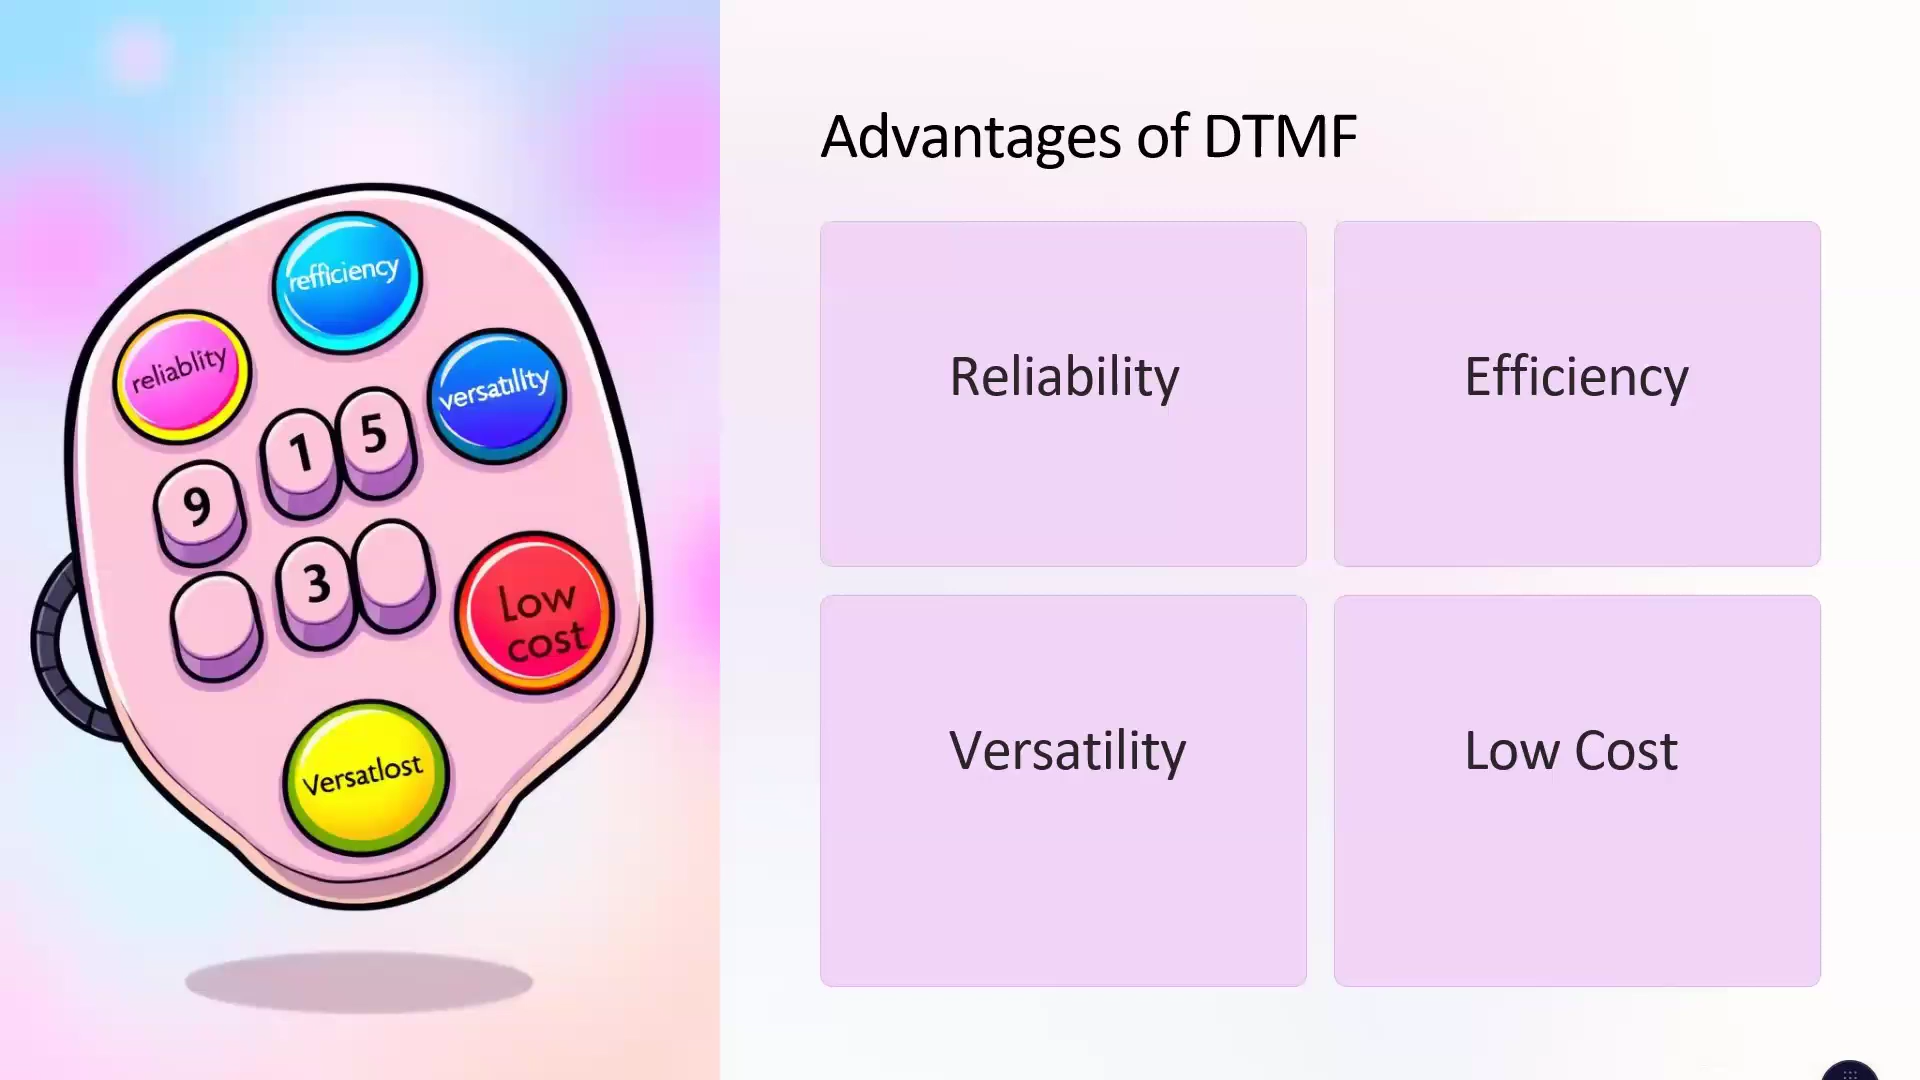 refficiency
reliablity
versatility
1 5
9
3
Low
cost
Versatlost
Advantages of DTMF
Reliability
Efficiency
Versatility
Low Cost